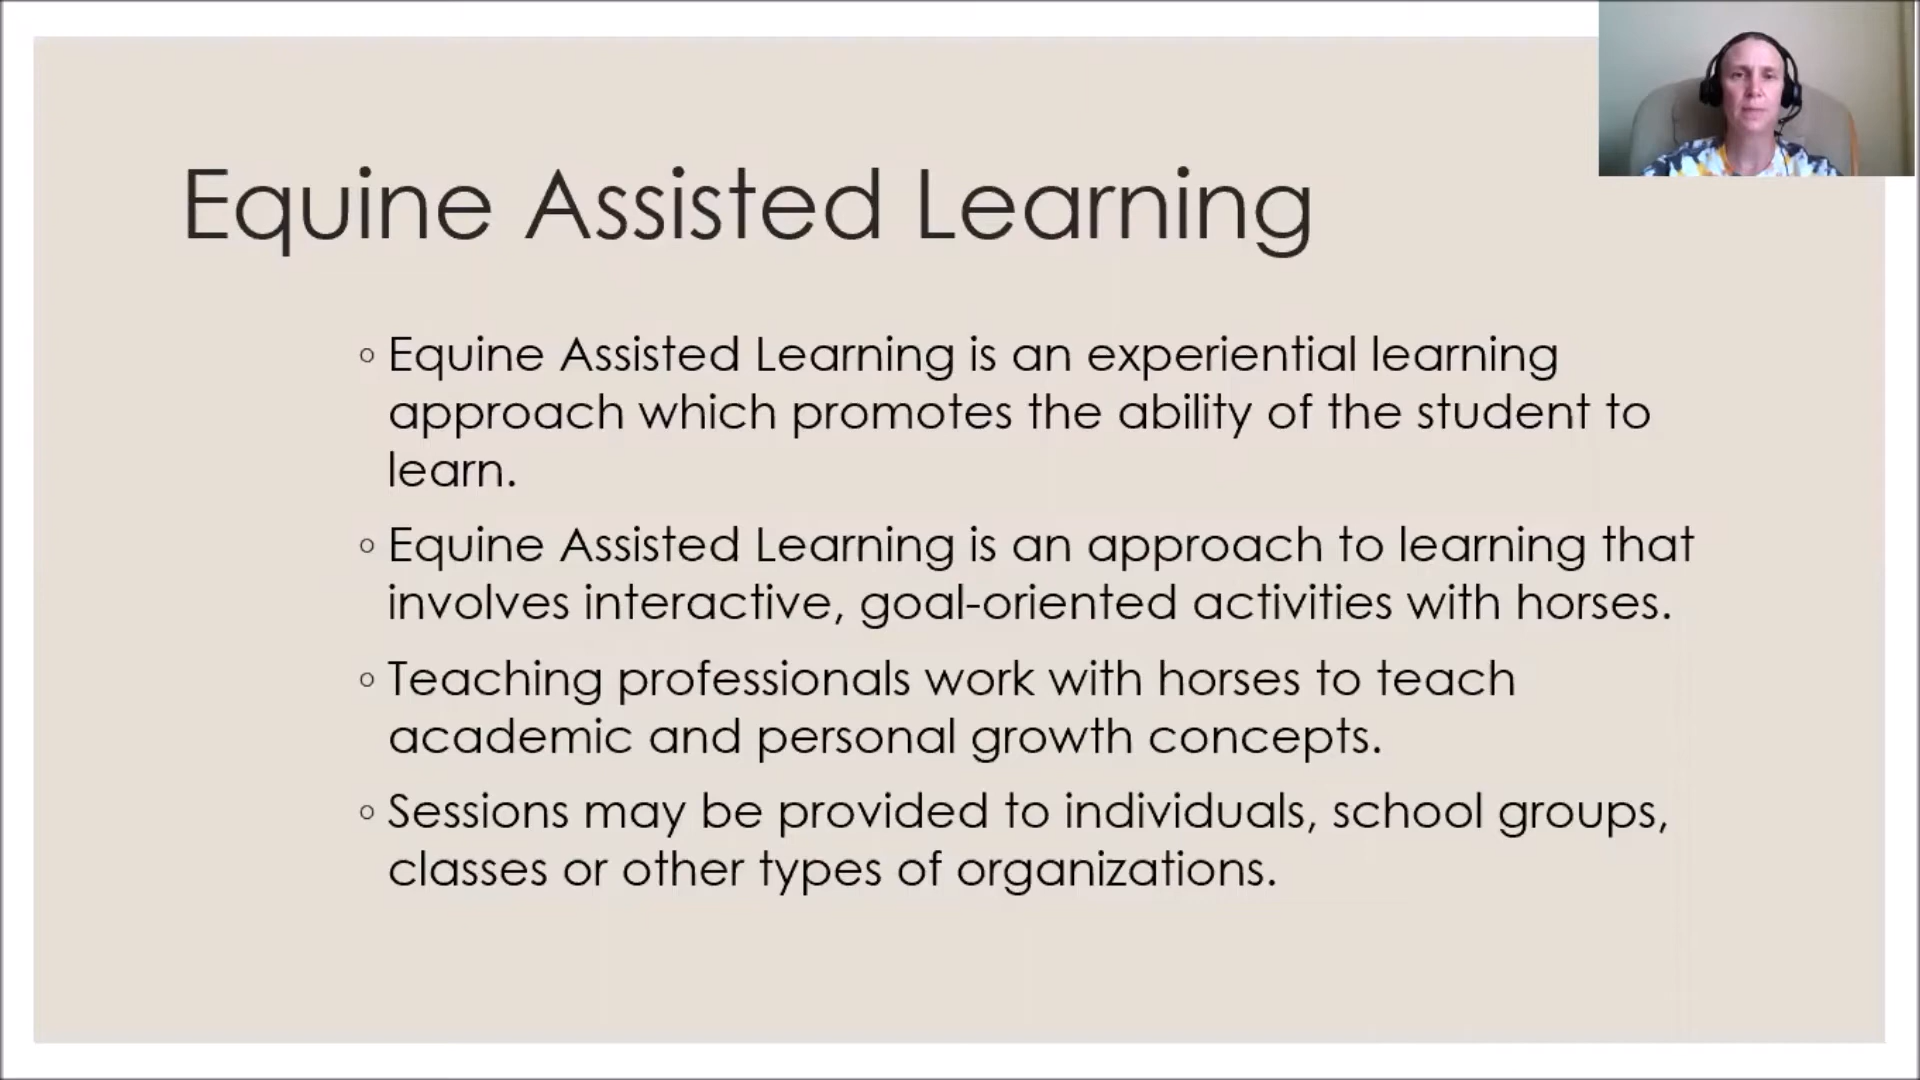 Equine Assisted Learning
◦ Equine Assisted Learning is an experiential learning
approach which promotes the ability of the student to
learn.
◦ Equine Assisted Learning is an approach to learning that
involves interactive, goal-oriented activities with horses.
◦ Teaching professionals work with horses to teach
academic and personal growth concepts.
◦ Sessions may be provided to individuals, school groups,
classes or other types of organizations.